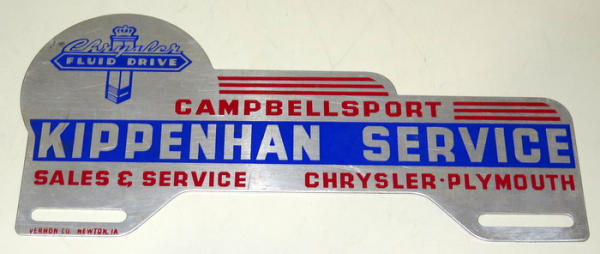 Chrysler
FLUID DRIVE
CAMPBELLSPORT
KIPPENHAN SERVICE
SALES & SERVICE CHRYSLER-PLYMOUTH
VERNON CO. NEWTON, IA